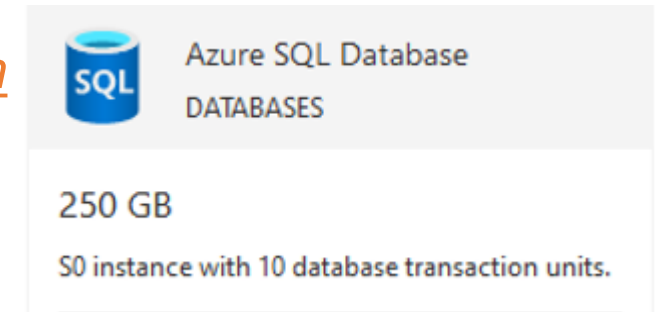 SQL
Azure SQL Database
DATABASES
250 GB
S0 instance with 10 database transaction units.